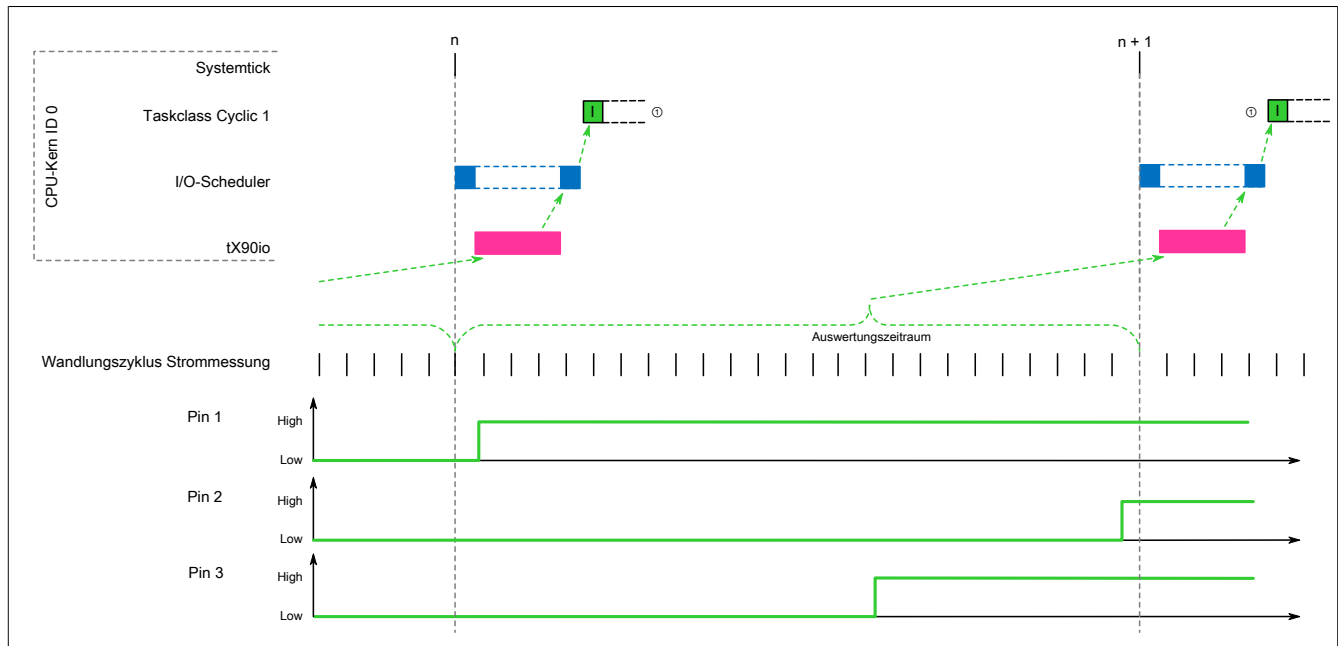 n
n + 1
CPU-Kern ID 0
Systemtick
Taskclass Cyclic 1
I
①
①
I
I/O-Scheduler
tX90io
Auswertungszeitraum
Wandlungszyklus Strommessung
Pin 1
High
Low
Pin 2
High
Low
Pin 3
High
Low